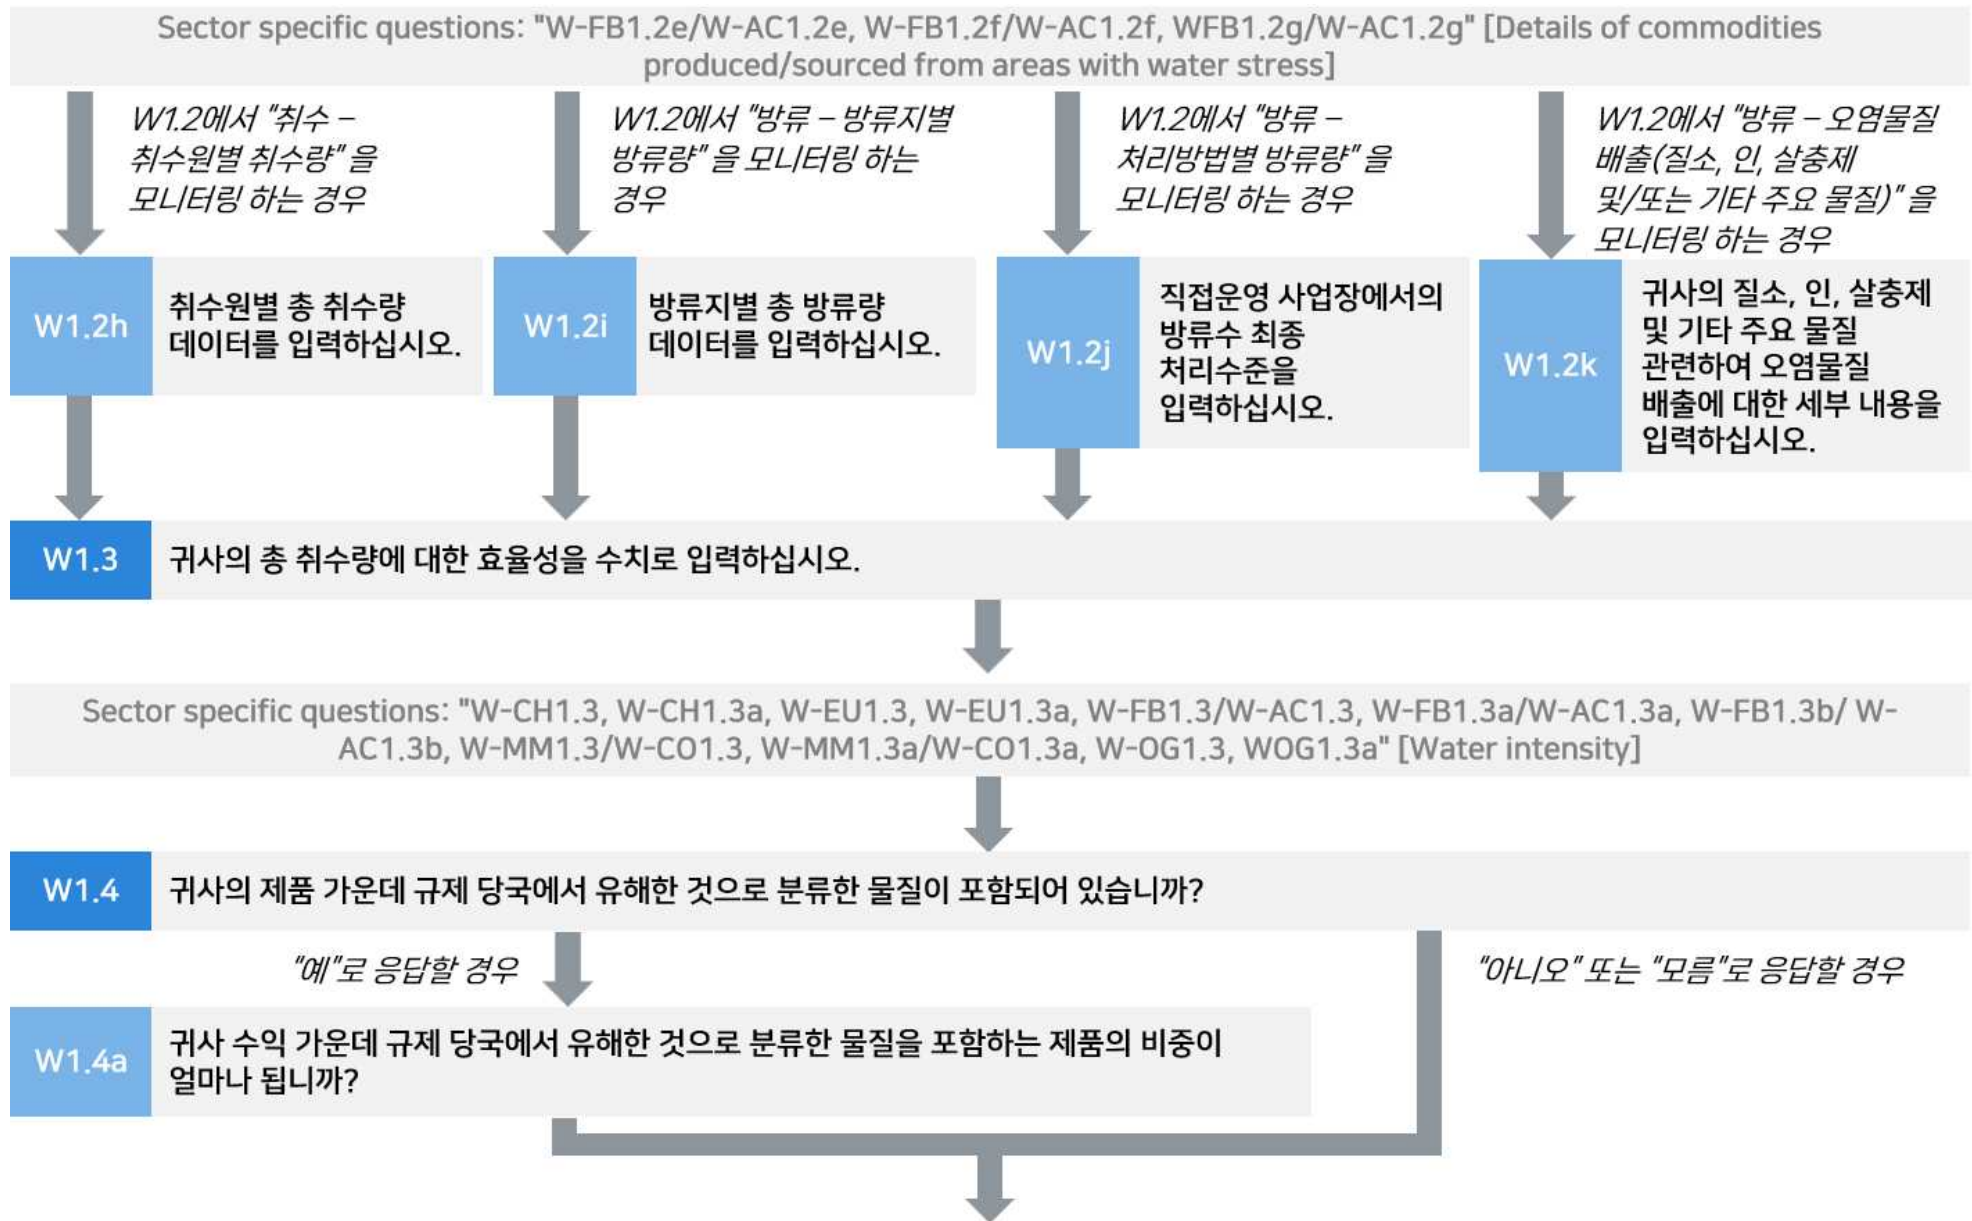 Sector specific questions: "W-FB1.2e/W-AC1.2e, W-FB1.2f/W-AC1.2f, WFB1.2g/W-AC1.2g" [Details of commodities
produced/sourced from areas with water stress]
W1.2에서 "취수 –
취수원별 취수량" 을
모니터링 하는 경우
W1.2에서 "방류 – 방류지별
방류량" 을 모니터링 하는
경우
W1.2에서 "방류 –
처리방법별 방류량" 을
모니터링 하는 경우
W1.2에서 "방류 – 오염물질
배출(질소, 인, 살충제
및/또는 기타 주요 물질)" 을
모니터링 하는 경우
W1.2h
취수원별 총 취수량
데이터를 입력하십시오.
W1.2i
방류지별 총 방류량
데이터를 입력하십시오.
W1.2j
직접운영 사업장에서의
방류수 최종
처리수준을
입력하십시오.
W1.2k
귀사의 질소, 인, 살충제
및 기타 주요 물질
관련하여 오염물질
배출에 대한 세부 내용을
입력하십시오.
W1.3
귀사의 총 취수량에 대한 효율성을 수치로 입력하십시오.
Sector specific questions: "W-CH1.3, W-CH1.3a, W-EU1.3, W-EU1.3a, W-FB1.3/W-AC1.3, W-FB1.3a/W-AC1.3a, W-FB1.3b/ W-
AC1.3b, W-MM1.3/W-CO1.3, W-MM1.3a/W-CO1.3a, W-OG1.3, WOG1.3a" [Water intensity]
W1.4
귀사의 제품 가운데 규제 당국에서 유해한 것으로 분류한 물질이 포함되어 있습니까?
"예"로 응답할 경우
"아니오" 또는 "모름"로 응답할 경우
W1.4a
귀사 수익 가운데 규제 당국에서 유해한 것으로 분류한 물질을 포함하는 제품의 비중이
얼마나 됩니까?